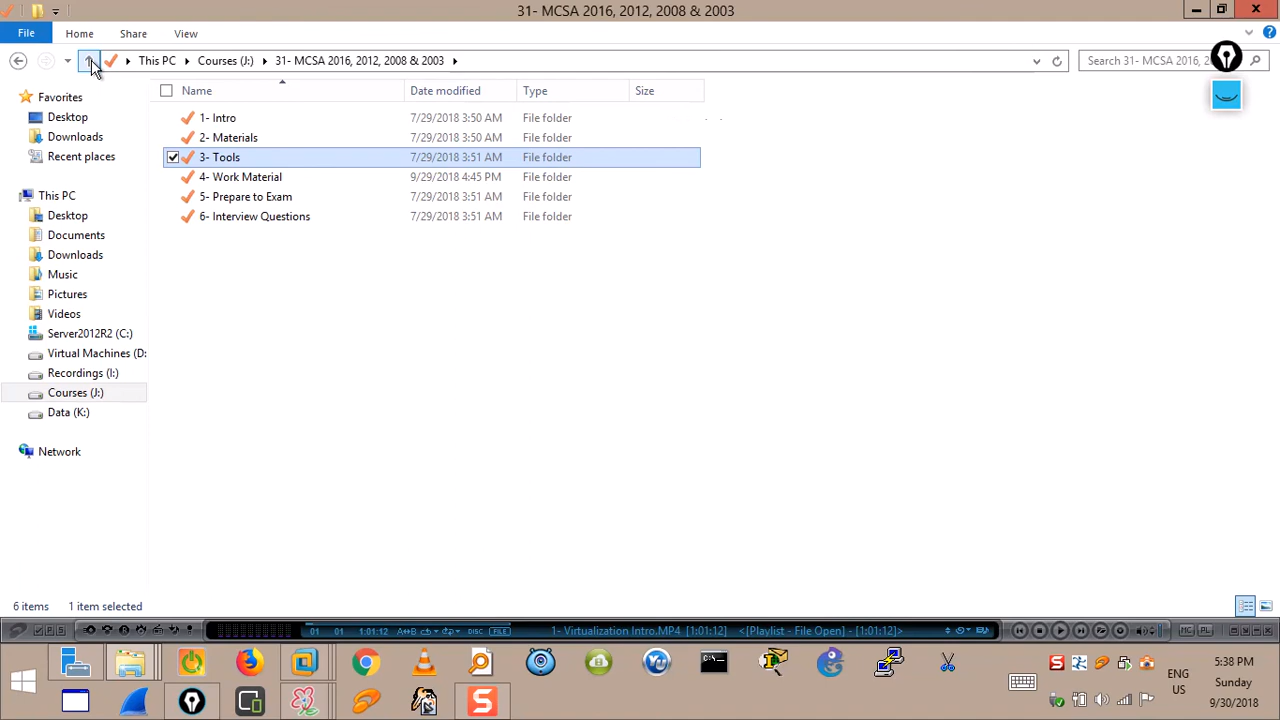 31- MCSA 2016, 2012, 2008 & 2003
File Home Share View
This PC Courses (J:) 31- MCSA 2016, 2012, 2008 & 2003
Search 31- MCSA 2016, 2
Name Date modified Type Size
1- Intro 7/29/2018 3:50 AM File folder
2- Materials 7/29/2018 3:50 AM File folder
3- Tools 7/29/2018 3:51 AM File folder
4- Work Material 9/29/2018 4:45 PM File folder
5- Prepare to Exam 7/29/2018 3:51 AM File folder
6- Interview Questions 7/29/2018 3:51 AM File folder
Favorites
Desktop
Downloads
Recent places
This PC
Desktop
Documents
Downloads
Music
Pictures
Videos
Server2012R2 (C:)
Virtual Machines (D:
Recordings (I:)
Courses (J:)
Data (K:)
Network
6 items 1 item selected
01 01 1:01:12 A↔B DISC FILE 1- Virtualization Intro.MP4 [1:01:12] <[Playlist - File Open] - [1:01:12]>
ENG
US
5:38 PM
Sunday
9/30/2018